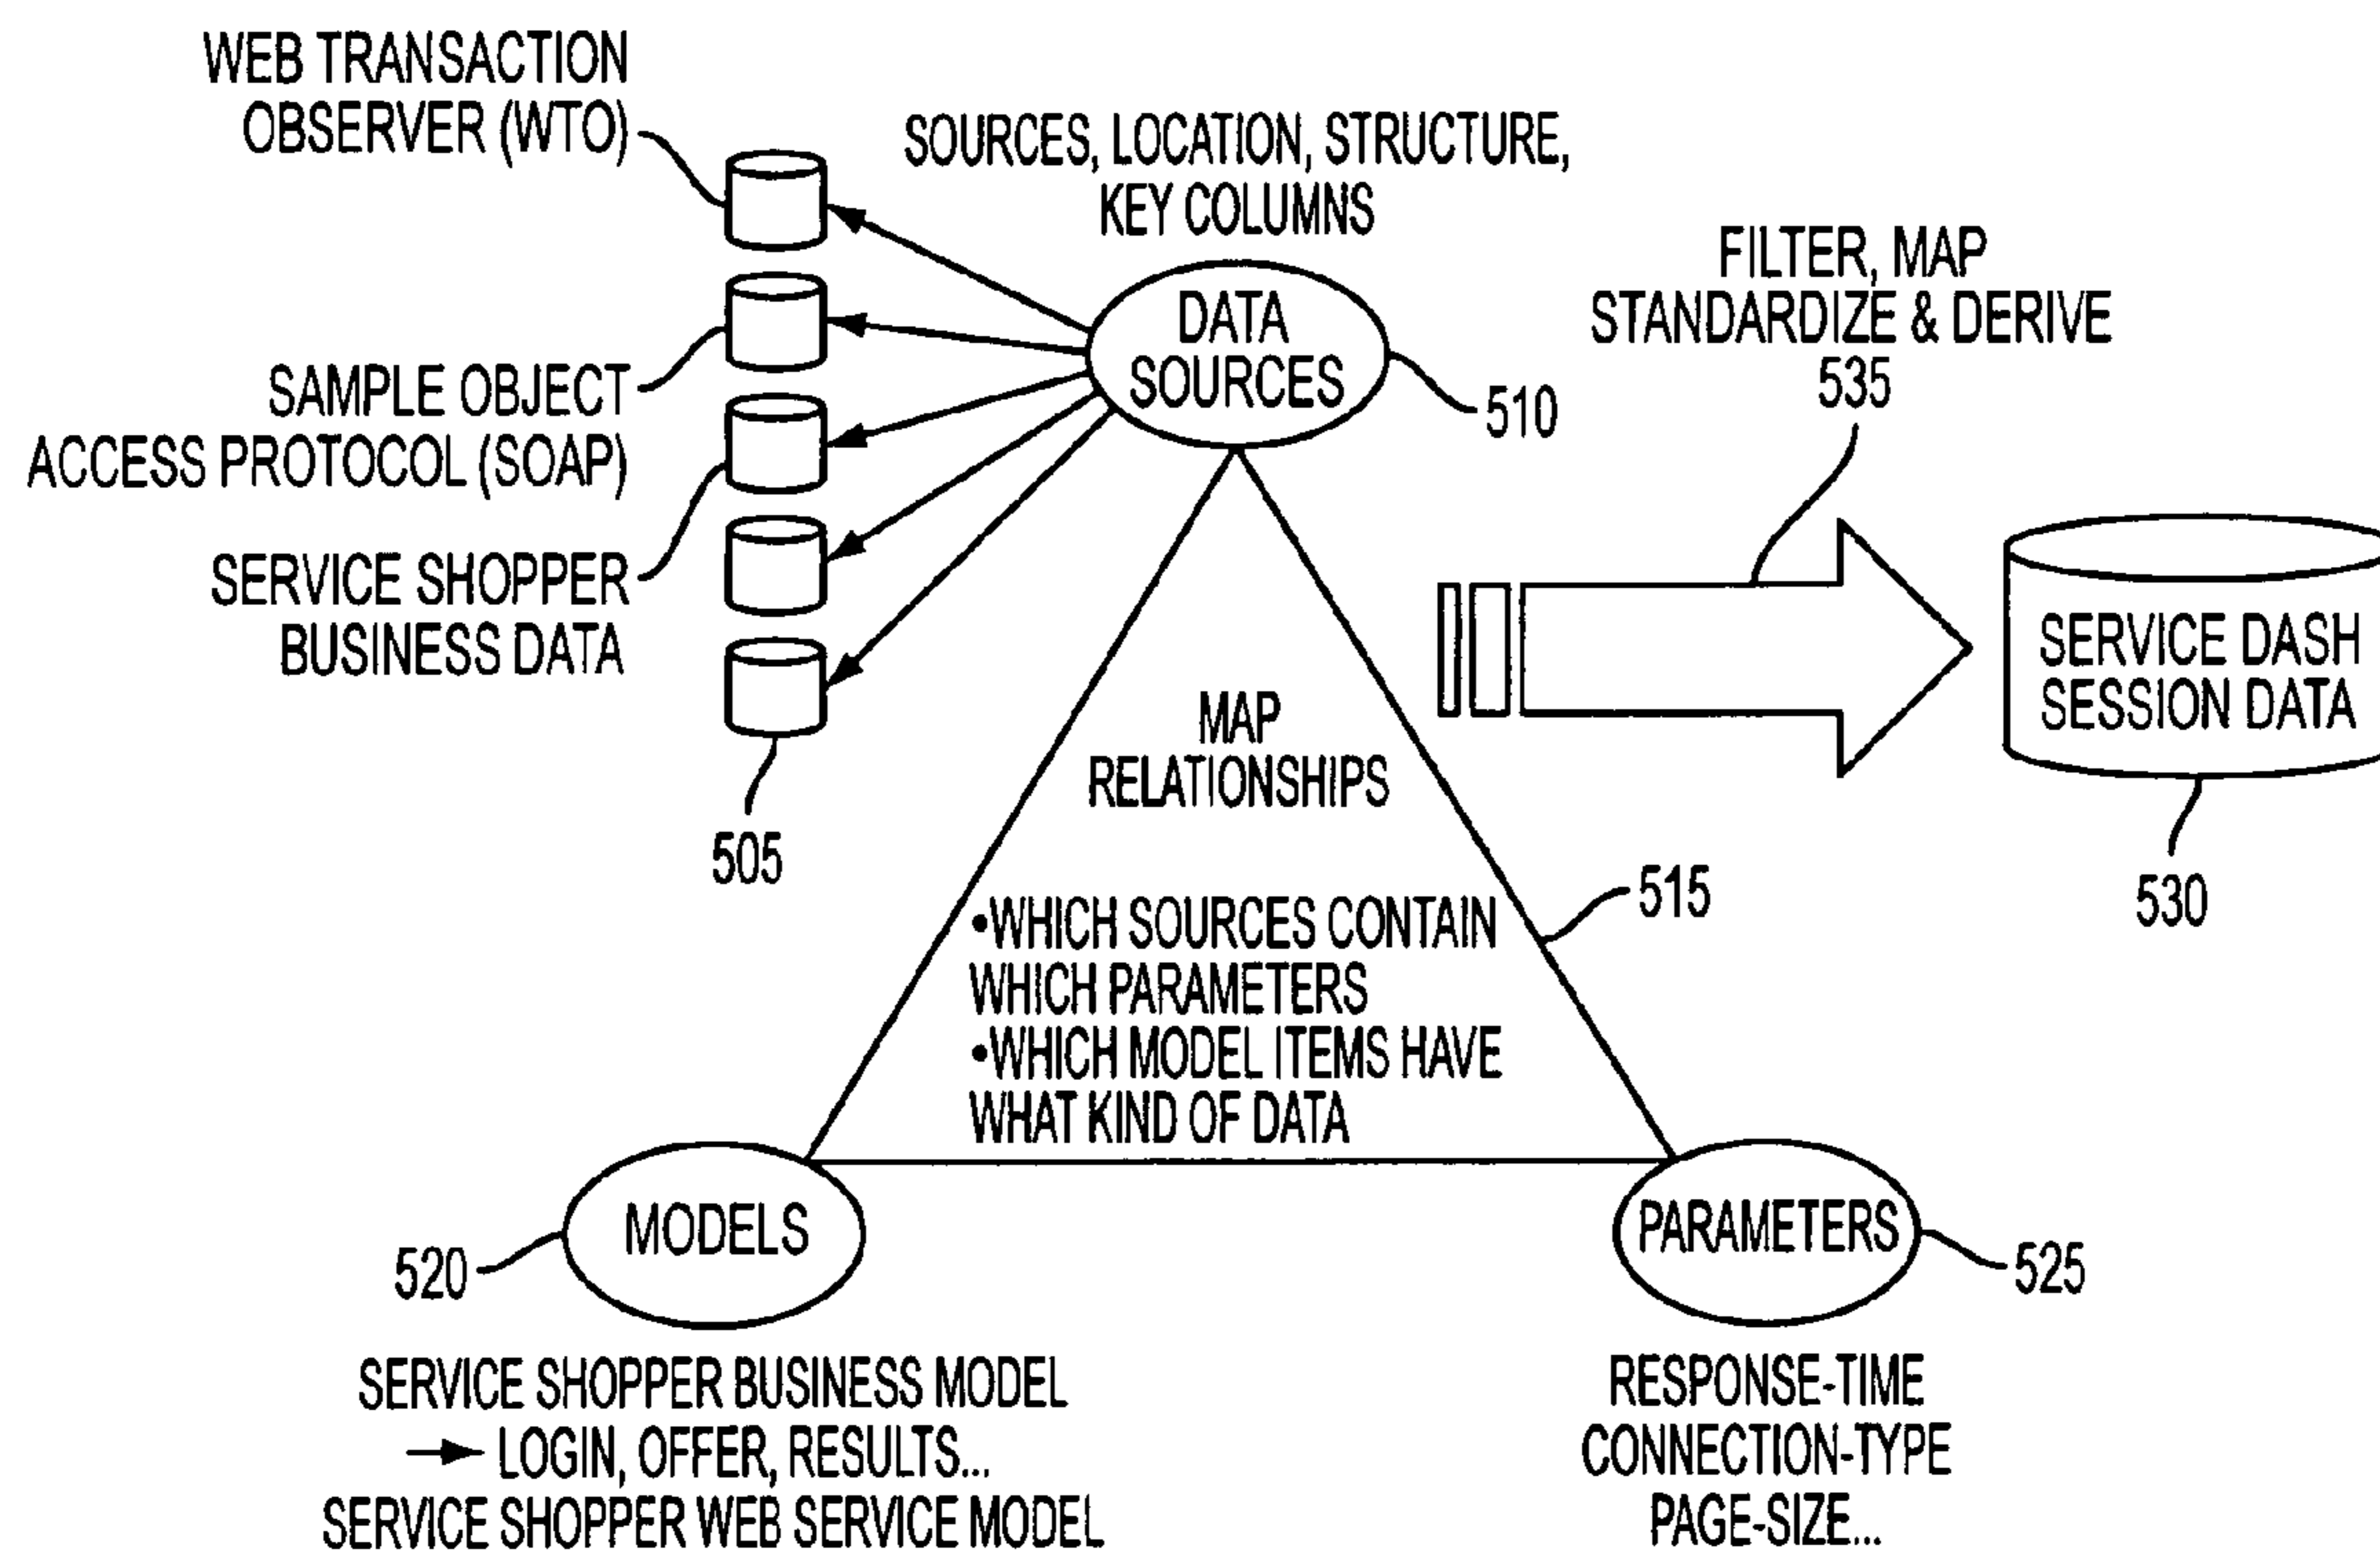 WEB TRANSACTION
OBSERVER (WTO)
SOURCES, LOCATION, STRUCTURE,
KEY COLUMNS
DATA
SOURCES
510
SAMPLE OBJECT
ACCESS PROTOCOL (SOAP)
SERVICE SHOPPER
BUSINESS DATA
505
FILTER, MAP
STANDARDIZE & DERIVE
535
SERVICE DASH
SESSION DATA
530
MAP
RELATIONSHIPS
515
•WHICH SOURCES CONTAIN
WHICH PARAMETERS
•WHICH MODEL ITEMS HAVE
WHAT KIND OF DATA
MODELS
520
PARAMETERS
525
SERVICE SHOPPER BUSINESS MODEL
→ LOGIN, OFFER, RESULTS...
SERVICE SHOPPER WEB SERVICE MODEL
RESPONSE-TIME
CONNECTION-TYPE
PAGE-SIZE...